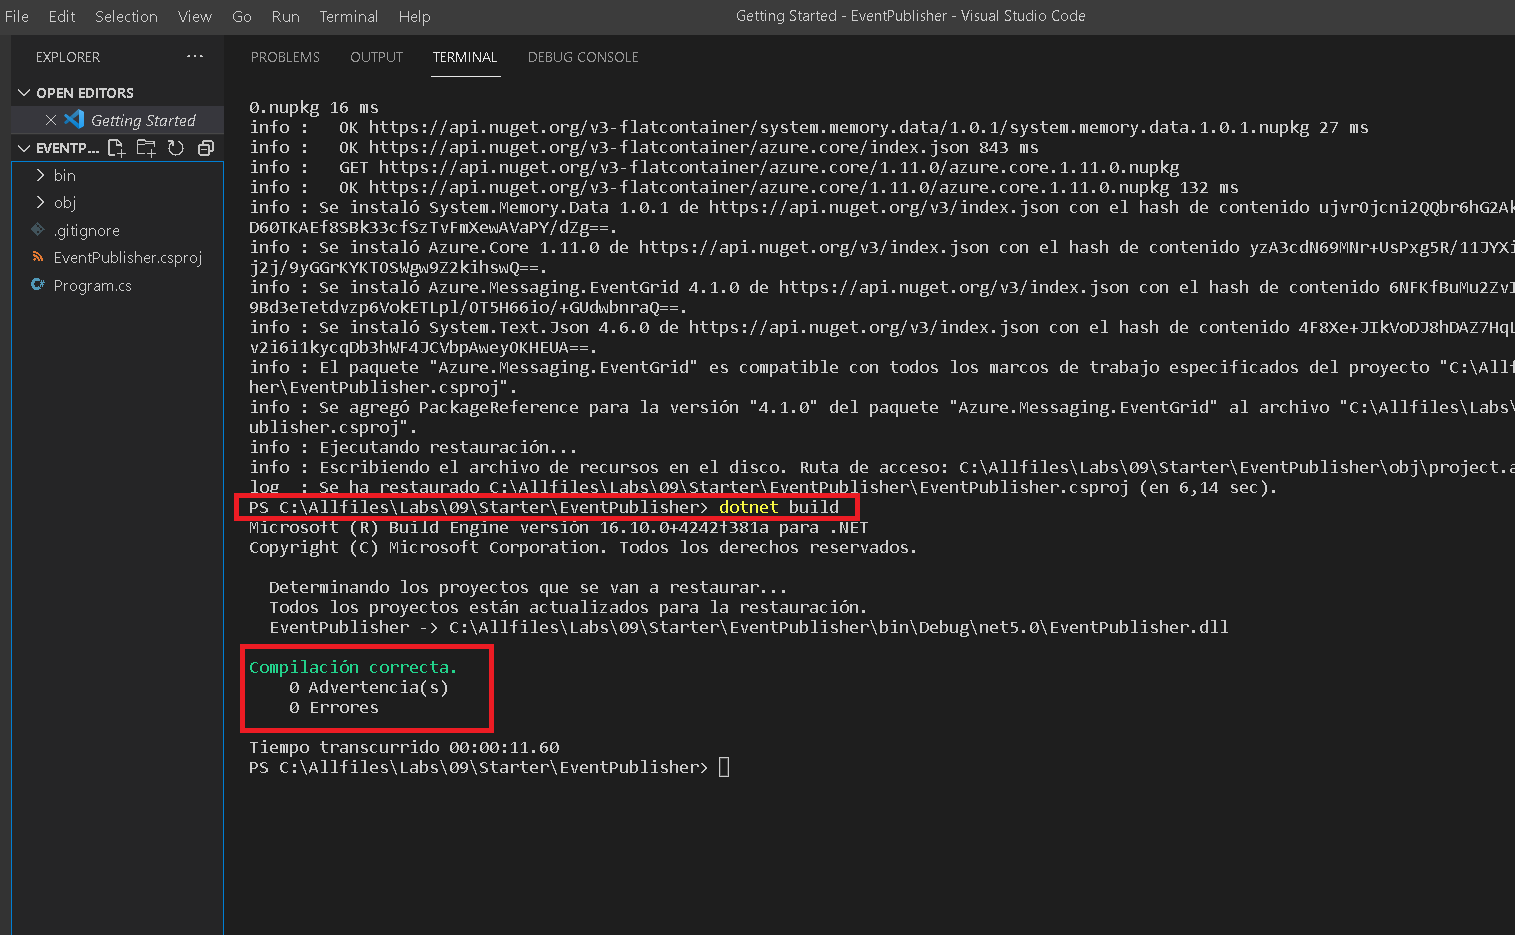 File Edit Selection View Go Run Terminal Help
Getting Started - EventPublisher - Visual Studio Code
EXPLORER ···
OPEN EDITORS
Getting Started
EVENTP...
bin
obj
.gitignore
EventPublisher.csproj
Program.cs
PROBLEMS OUTPUT TERMINAL DEBUG CONSOLE
0.nupkg 16 ms
info :   OK https://api.nuget.org/v3-flatcontainer/system.memory.data/1.0.1/system.memory.data.1.0.1.nupkg 27 ms
info :   OK https://api.nuget.org/v3-flatcontainer/azure.core/index.json 843 ms
info :   GET https://api.nuget.org/v3-flatcontainer/azure.core/1.11.0/azure.core.1.11.0.nupkg
info :   OK https://api.nuget.org/v3-flatcontainer/azure.core/1.11.0/azure.core.1.11.0.nupkg 132 ms
info : Se instaló System.Memory.Data 1.0.1 de https://api.nuget.org/v3/index.json con el hash de contenido ujvrOjcni2QQbr6hG2Ak
D60TKAEf8SBk33cfSzTvFmXewAVaPY/dZg==.
info : Se instaló Azure.Core 1.11.0 de https://api.nuget.org/v3/index.json con el hash de contenido yzA3cdN69MNr+UsPxg5R/11JYXi
j2j/9yGGrKYKTOSWgw9Z2kihswQ==.
info : Se instaló Azure.Messaging.EventGrid 4.1.0 de https://api.nuget.org/v3/index.json con el hash de contenido 6NFKfBuMu2ZvI
9Bd3eTetdvzp6VokETLpl/OT5H66io/+GUdwbnraQ==.
info : Se instaló System.Text.Json 4.6.0 de https://api.nuget.org/v3/index.json con el hash de contenido 4F8Xe+JIkVoDJ8hDAZ7HqL
v2i6i1kycqDb3hWF4JCVbpAweyOKHEUA==.
info : El paquete "Azure.Messaging.EventGrid" es compatible con todos los marcos de trabajo especificados del proyecto "C:\Allf
her\EventPublisher.csproj".
info : Se agregó PackageReference para la versión "4.1.0" del paquete "Azure.Messaging.EventGrid" al archivo "C:\Allfiles\Labs\
ublisher.csproj".
info : Ejecutando restauración...
info : Escribiendo el archivo de recursos en el disco. Ruta de acceso: C:\Allfiles\Labs\09\Starter\EventPublisher\obj\project.a
log  : Se ha restaurado C:\Allfiles\Labs\09\Starter\EventPublisher\EventPublisher.csproj (en 6,14 sec).
PS C:\Allfiles\Labs\09\Starter\EventPublisher> dotnet build
Microsoft (R) Build Engine versión 16.10.0+4242f381a para .NET
Copyright (C) Microsoft Corporation. Todos los derechos reservados.
Determinando los proyectos que se van a restaurar...
Todos los proyectos están actualizados para la restauración.
EventPublisher -> C:\Allfiles\Labs\09\Starter\EventPublisher\bin\Debug\net5.0\EventPublisher.dll
Compilación correcta.
0 Advertencia(s)
0 Errores
Tiempo transcurrido 00:00:11.60
PS C:\Allfiles\Labs\09\Starter\EventPublisher>